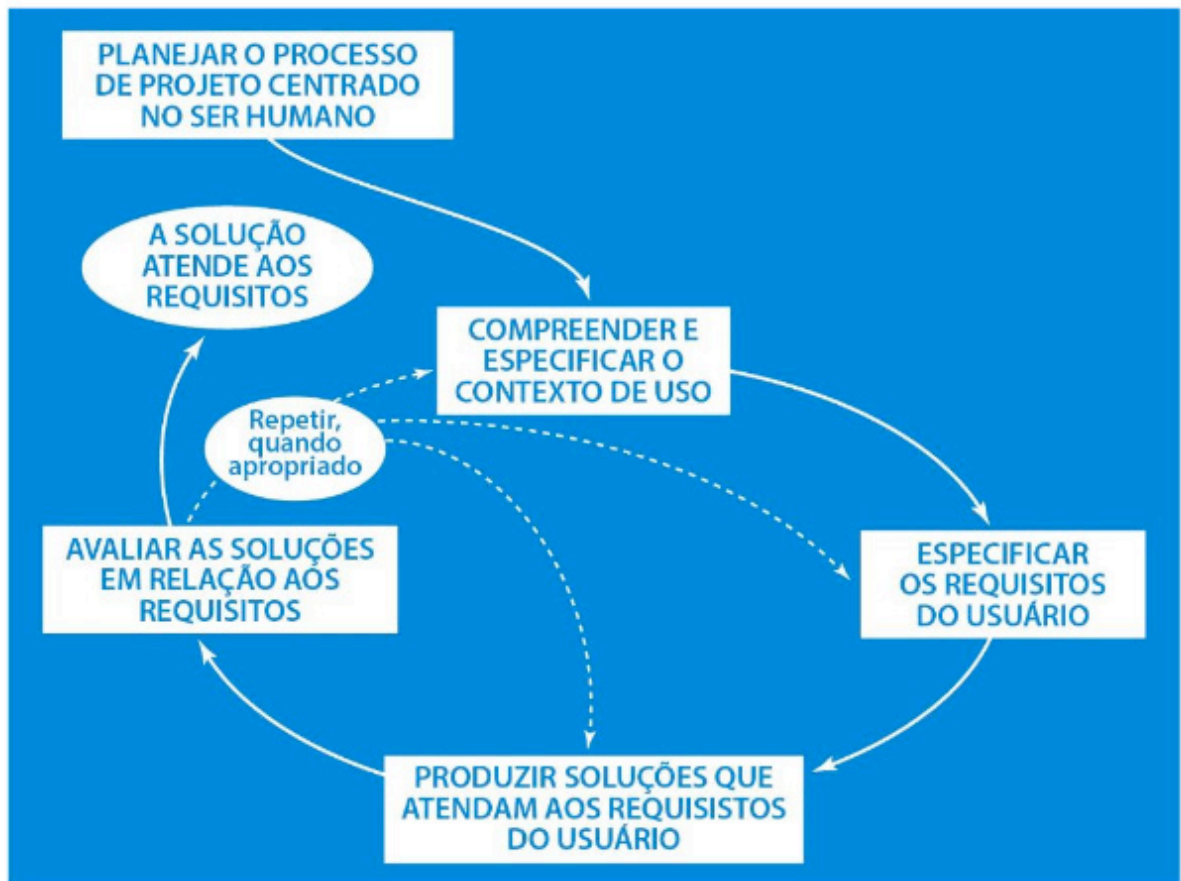 PLANEJAR O PROCESSO
DE PROJETO CENTRADO
NO SER HUMANO
A SOLUÇÃO
ATENDE AOS
REQUISITOS
COMPREENDER E
ESPECIFICAR O
CONTEXTO DE USO
Repetir,
quando
apropriado
AVALIAR AS SOLUÇÕES
EM RELAÇÃO AOS
REQUISITOS
ESPECIFICAR
OS REQUISITOS
DO USUÁRIO
PRODUZIR SOLUÇÕES QUE
ATENDAM AOS REQUISISTOS
DO USUÁRIO